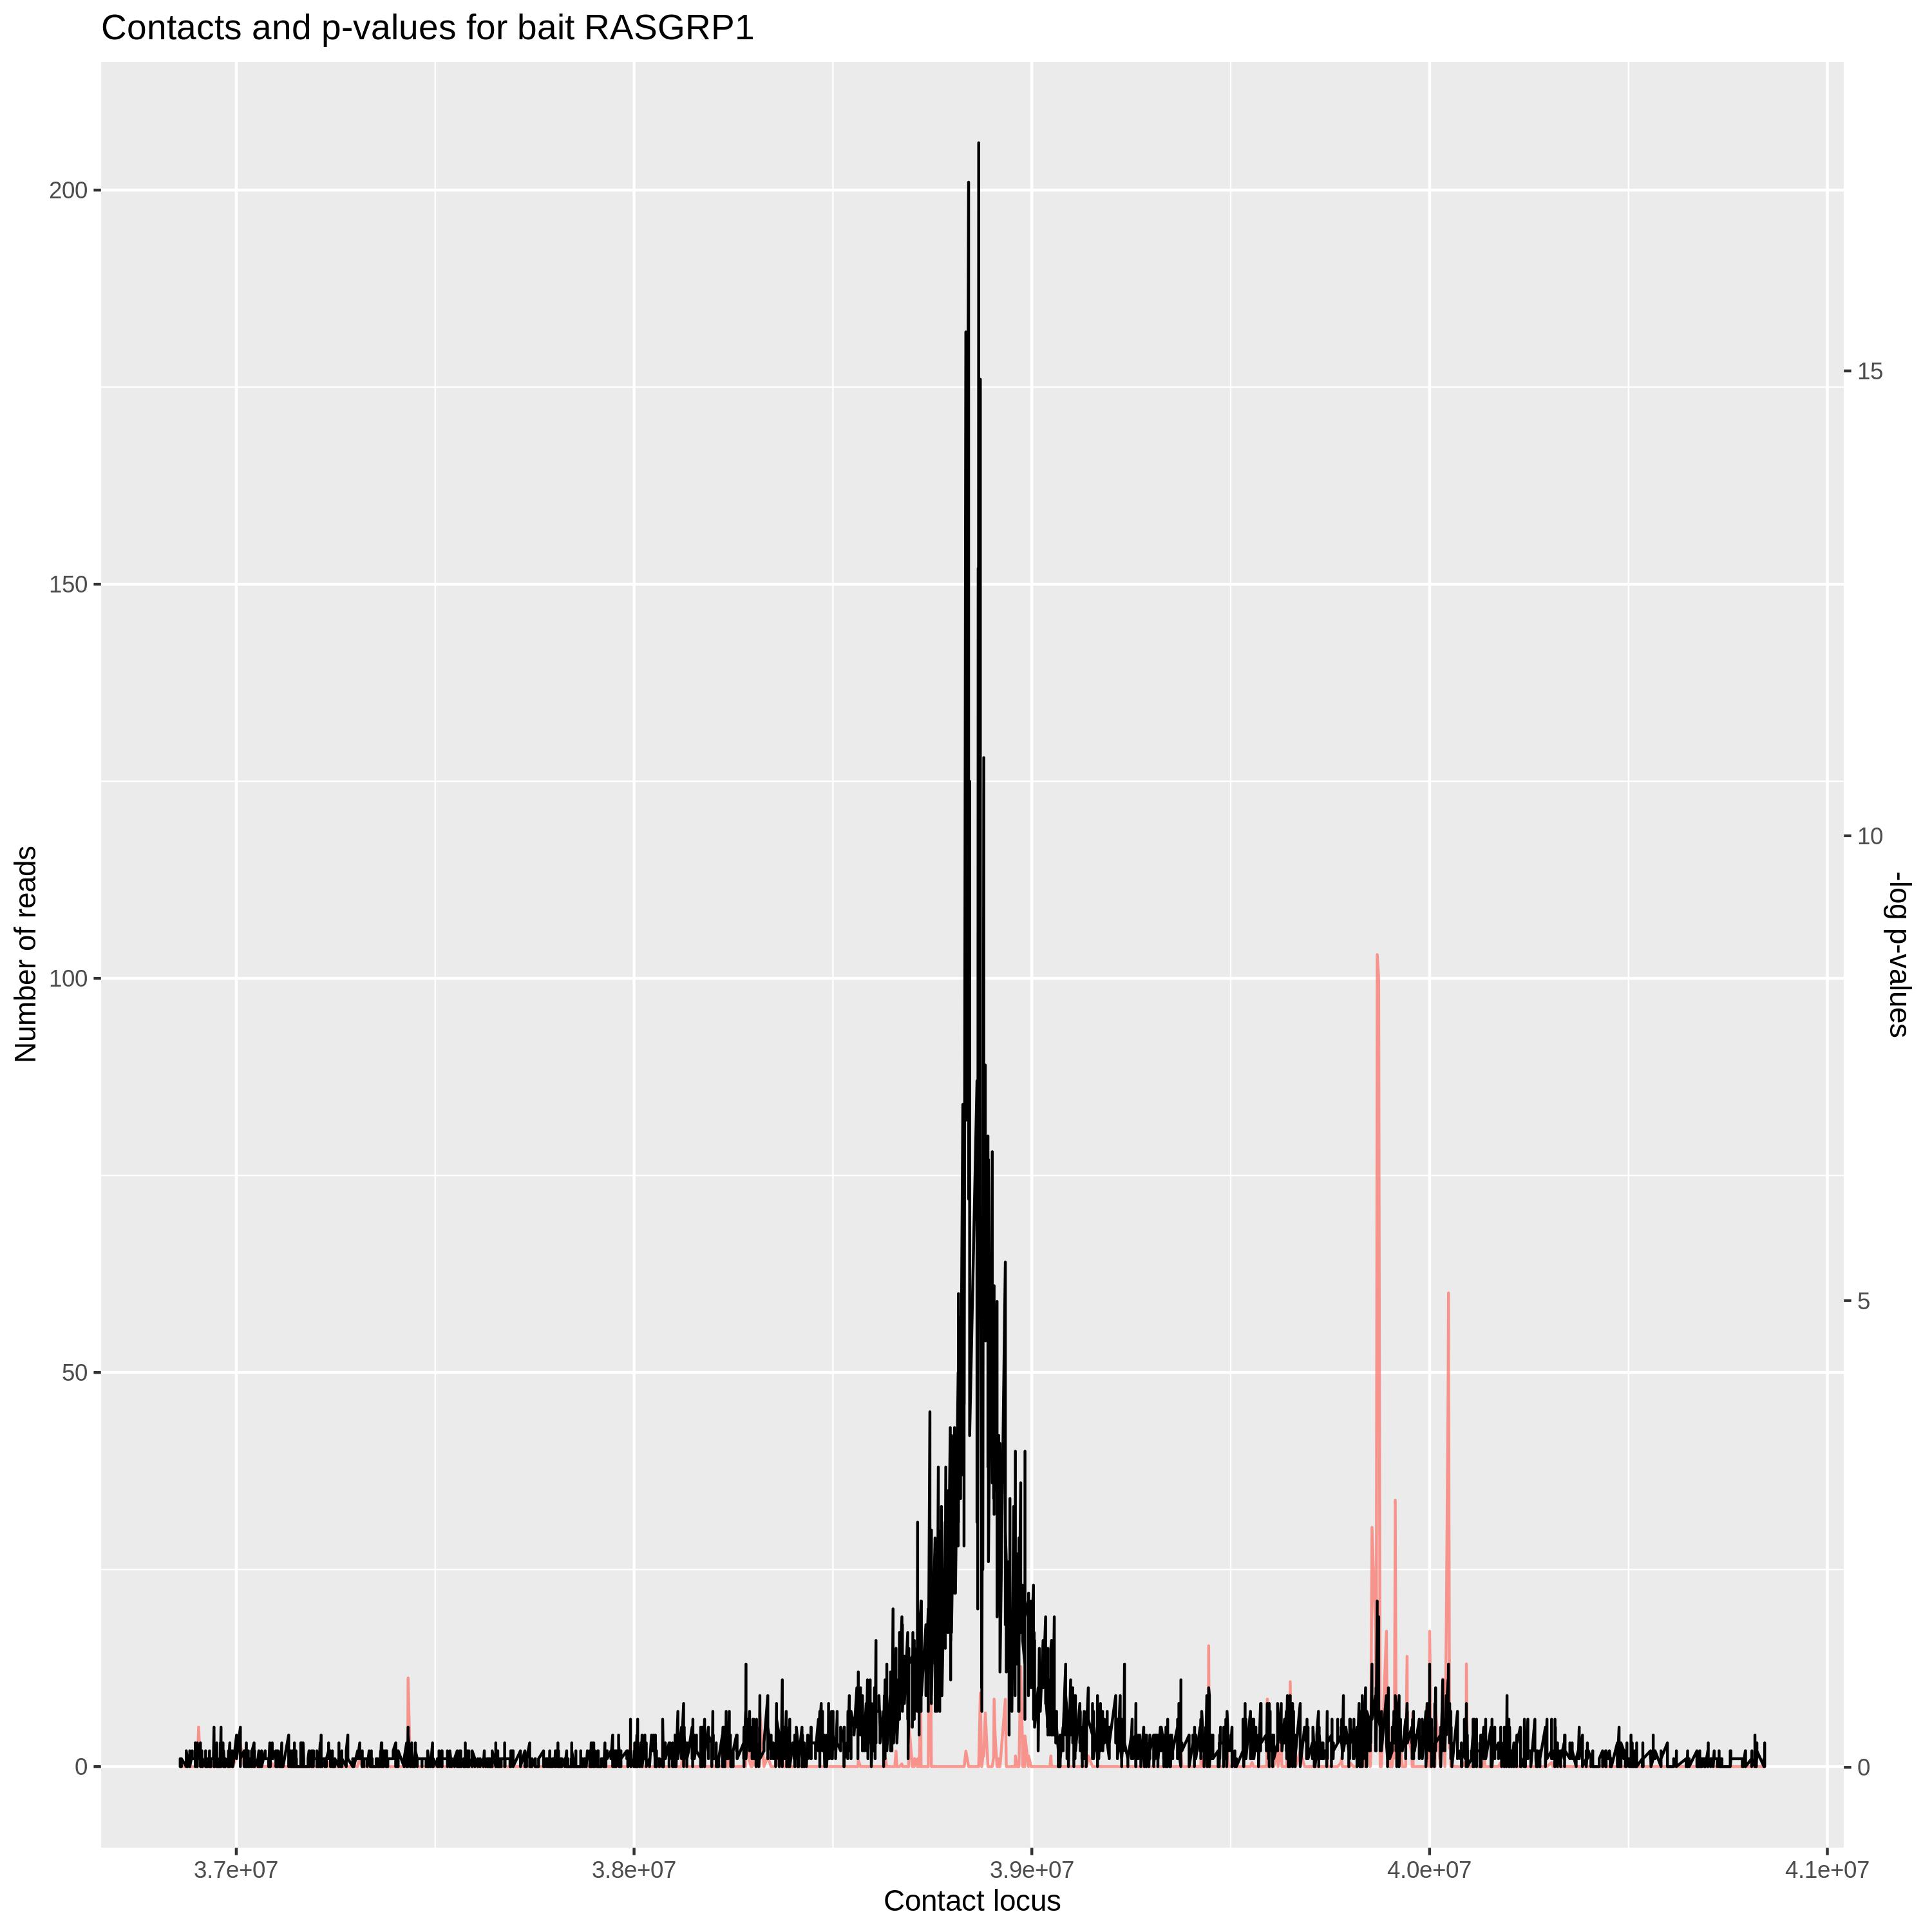 Contacts and p-values for bait RASGRP1
Number of reads
200
150
100
50
0
15
10
5
0
-log p-values
3.7e+07
3.8e+07
3.9e+07
4.0e+07
4.1e+07
Contact locus